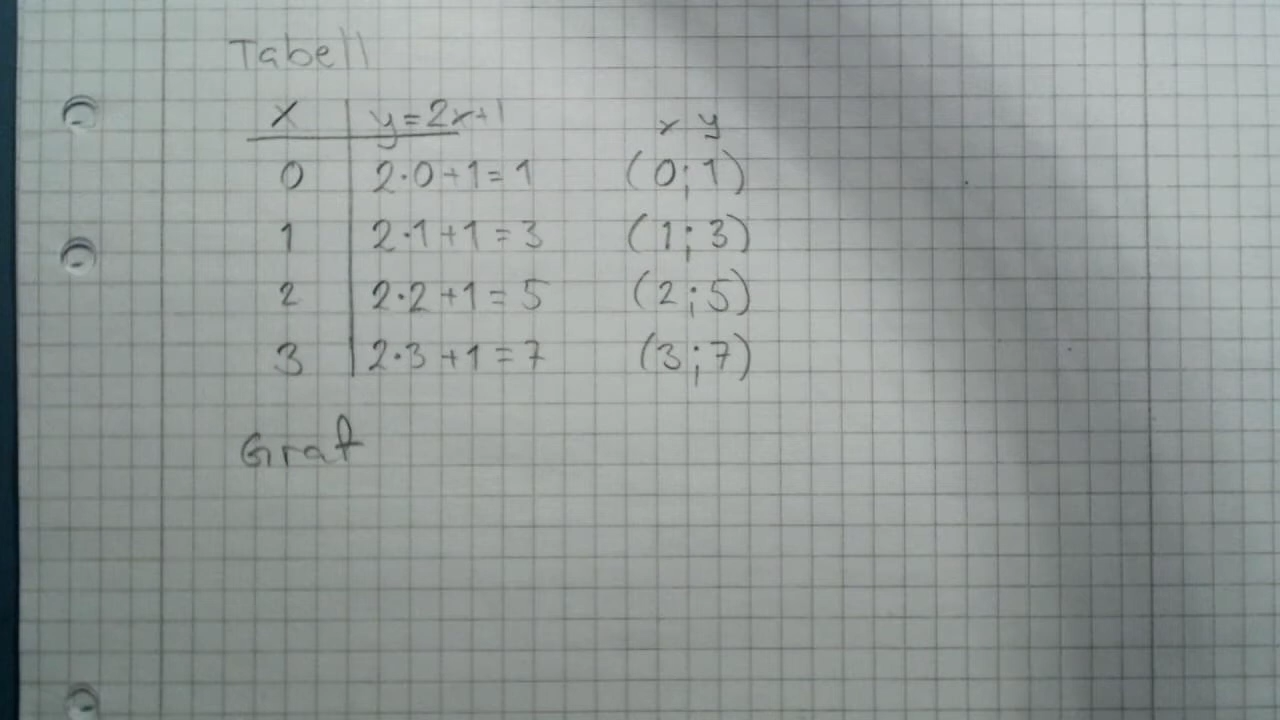 Tabell
x y=2x+1 x y
0 2·0+1=1 (0;1)
1 2·1+1=3 (1;3)
2 2·2+1=5 (2;5)
3 2·3+1=7 (3;7)
Graf